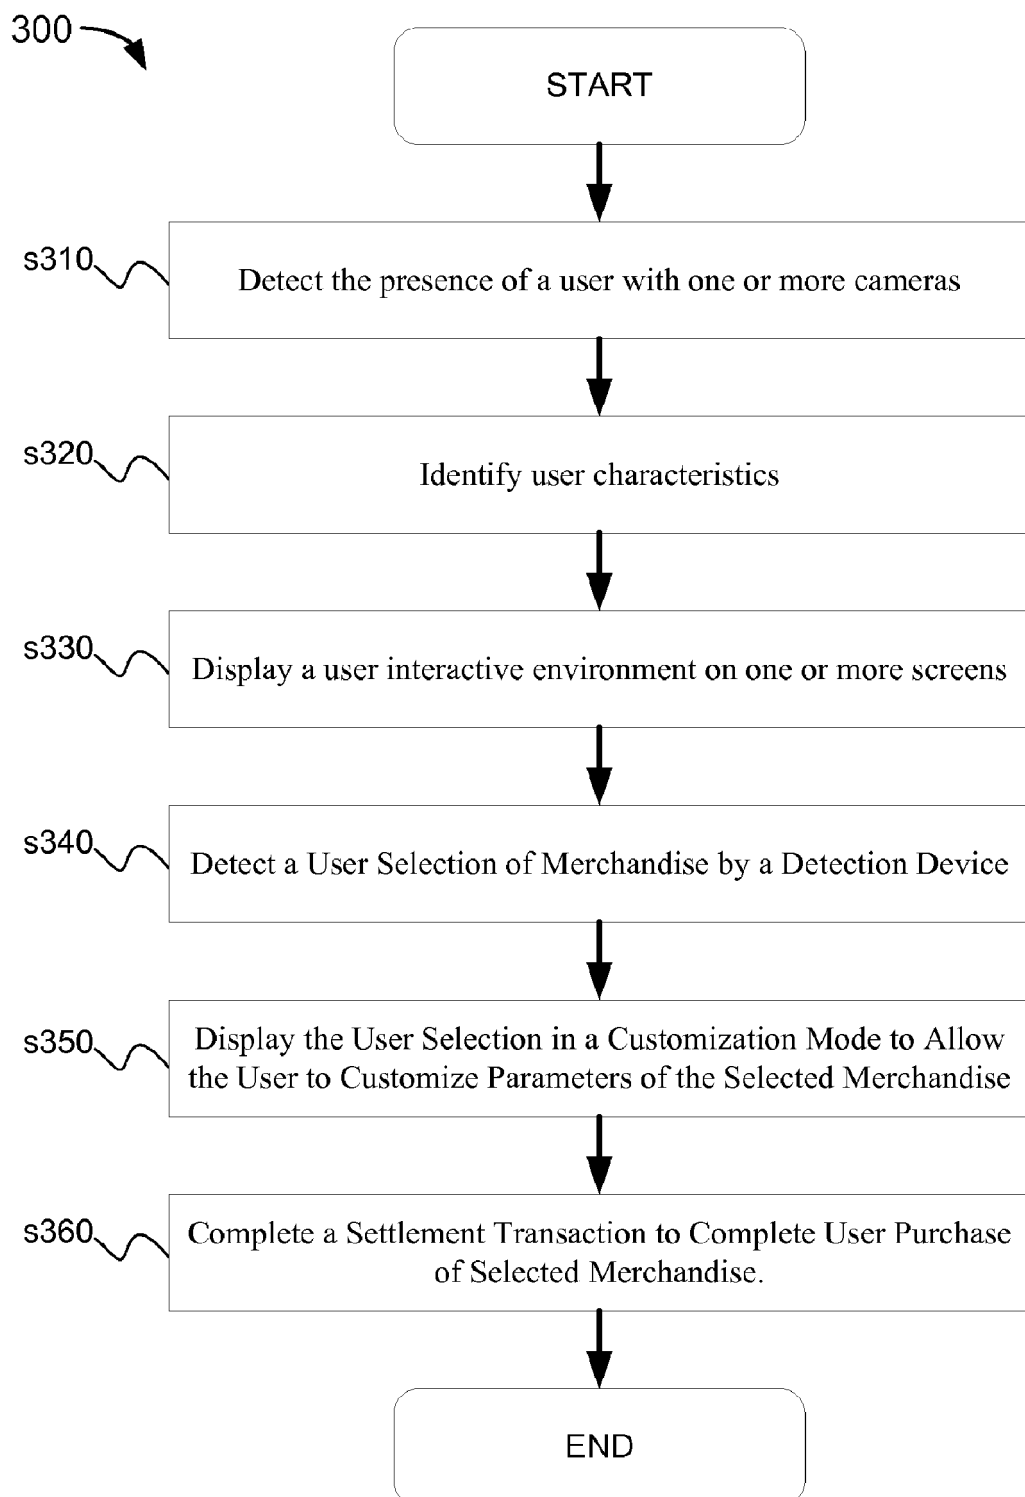 300
START
s310
Detect the presence of a user with one or more cameras
s320
Identify user characteristics
s330
Display a user interactive environment on one or more screens
s340
Detect a User Selection of Merchandise by a Detection Device
s350
Display the User Selection in a Customization Mode to Allow
the User to Customize Parameters of the Selected Merchandise
s360
Complete a Settlement Transaction to Complete User Purchase
of Selected Merchandise.
END